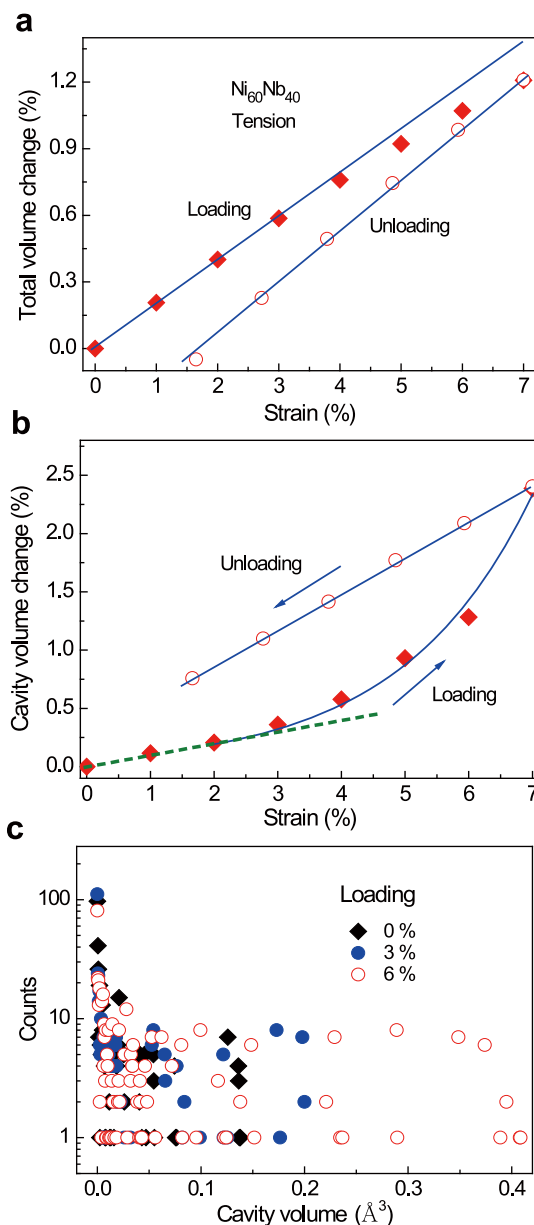 a
Total volume change (%)
1.2
0.9
0.6
0.3
0.0
Ni₆₀Nb₄₀
Tension
Loading
Unloading
0 1 2 3 4 5 6 7
Strain (%)
b
Cavity volume change (%)
2.5
2.0
1.5
1.0
0.5
0.0
Unloading
Loading
0 1 2 3 4 5 6 7
Strain (%)
c
Counts
100
10
1
Loading
0 %
3 %
6 %
0.0 0.1 0.2 0.3 0.4
Cavity volume (Å³)